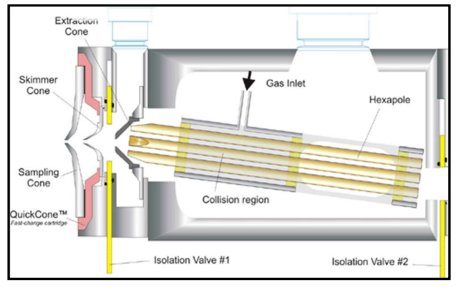 Extraction
Cone
Skimmer
Cone
Gas Inlet
Hexapole
Sampling
Cone
Collision region
QuickCone™
Fast-charge cartridge
Isolation Valve #1
Isolation Valve #2